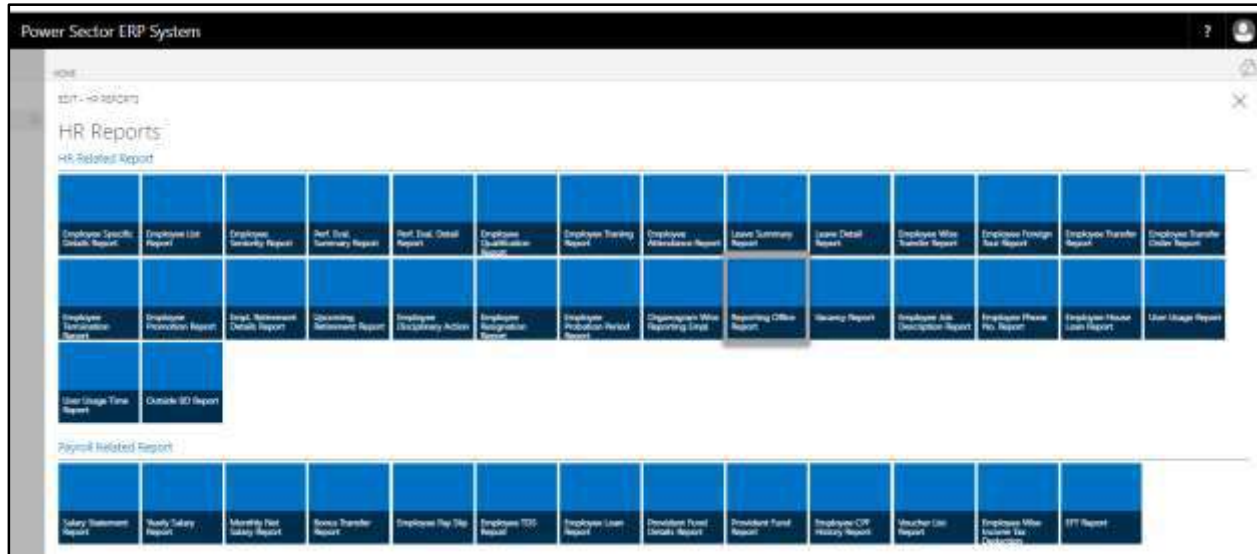 Power Sector ERP System ?
HOME
EDIT - HR REPORTS
HR Reports
HR Related Report
Employee Specific Details Report
Employee List Report
Employee Seniority Report
Perf. Eval. Summary Report
Perf. Eval. Detail Report
Employee Qualification Report
Employee Traning Report
Employee Attendance Report
Leave Summary Report
Leave Detail Report
Employee Wise Transfer Report
Employee Foreign Tour Report
Employee Transfer Report
Employee Transfer Order Report
Employee Termination Report
Employee Promotion Report
Empl. Retirement Details Report
Upcoming Retirement Report
Employee Disciplinary Action
Employee Resignation Report
Employee Probation Period Report
Organogram Wise Reporting Empl
Reporting Office Report
Vacancy Report
Employee Job Description Report
Employee Phone No. Report
Employee House Loan Report
User Usage Report
User Usage Time Report
Outside BD Report
Payroll Related Report
Salary Statement Report
Yearly Salary Report
Monthly Net Salary Report
Bonus Transfer Report
Employee Pay Slip
Employee TDS Report
Employee Loan Report
Provident Fund Details Report
Provident Fund Report
Employee CPF History Report
Voucher List Report
Employee Wise Income Tax Deduction
EFT Report